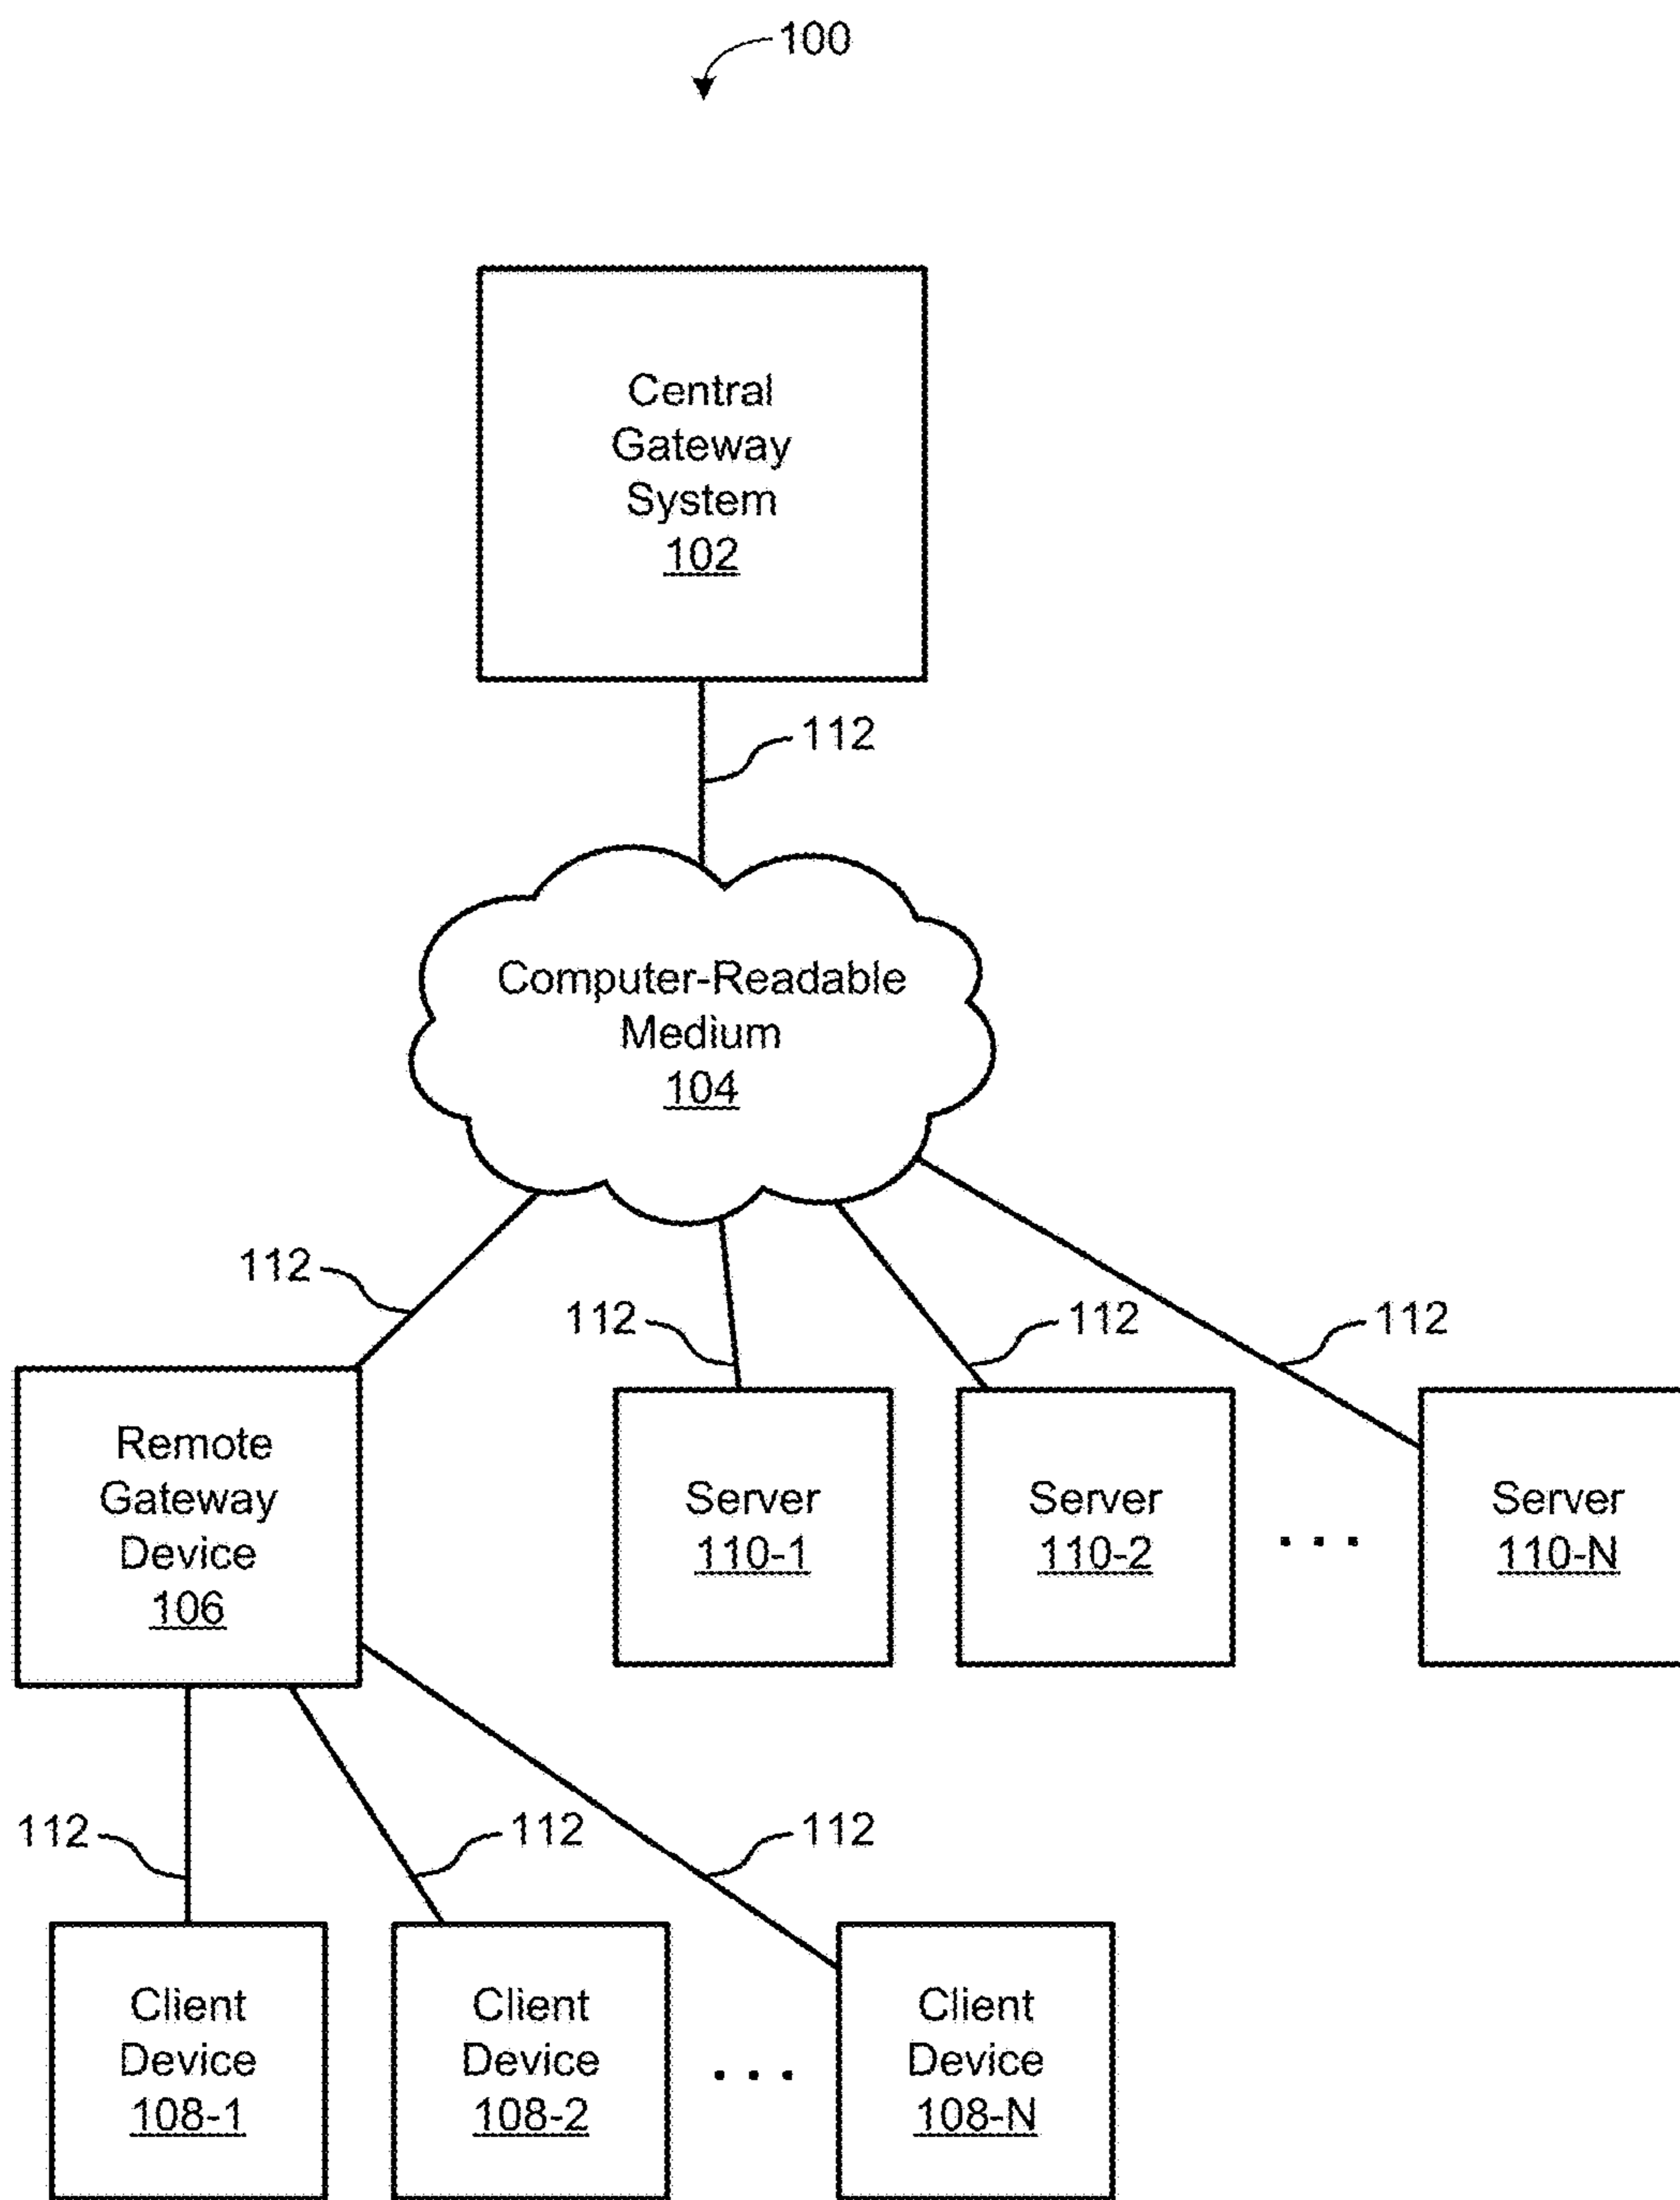 100
Central
Gateway
System
102
112
Computer-Readable
Medium
104
112
112
112
112
Remote
Gateway
Device
106
Server
110-1
Server
110-2
...
Server
110-N
112
112
112
Client
Device
108-1
Client
Device
108-2
...
Client
Device
108-N